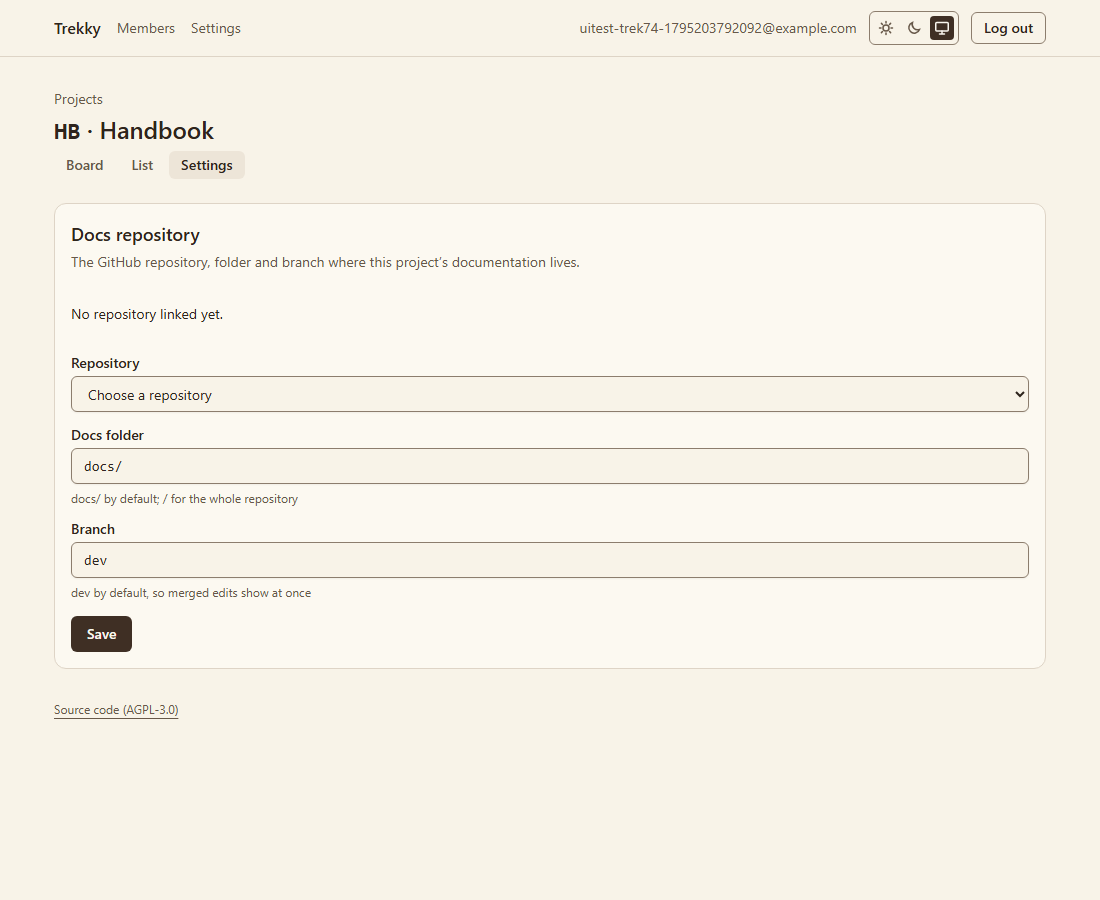 Trekky Members Settings uitest-trek74-1795203792092@example.com Log out
Projects
HB · Handbook
Board List Settings
Docs repository
The GitHub repository, folder and branch where this project’s documentation lives.
No repository linked yet.
Repository
Choose a repository
Docs folder
docs/
docs/ by default; / for the whole repository
Branch
dev
dev by default, so merged edits show at once
Save
Source code (AGPL-3.0)